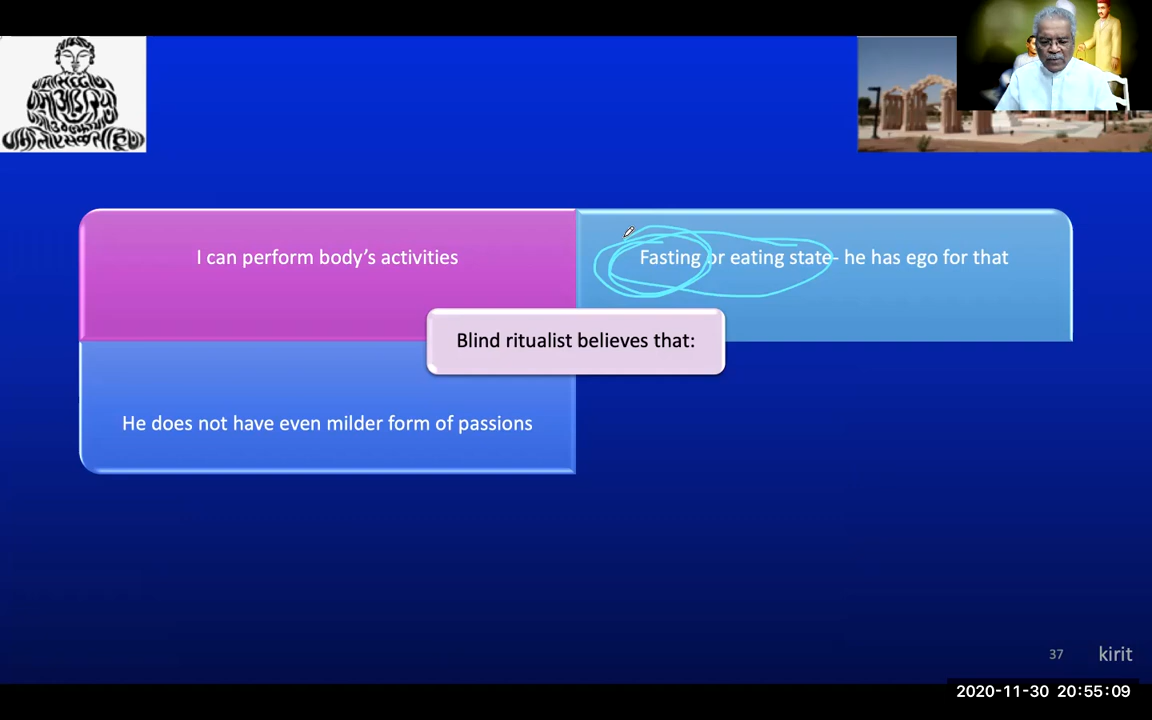 I can perform body's activities
Fasting or eating state- he has ego for that
Blind ritualist believes that:
He does not have even milder form of passions
37
kirit
2020-11-30 20:55:09